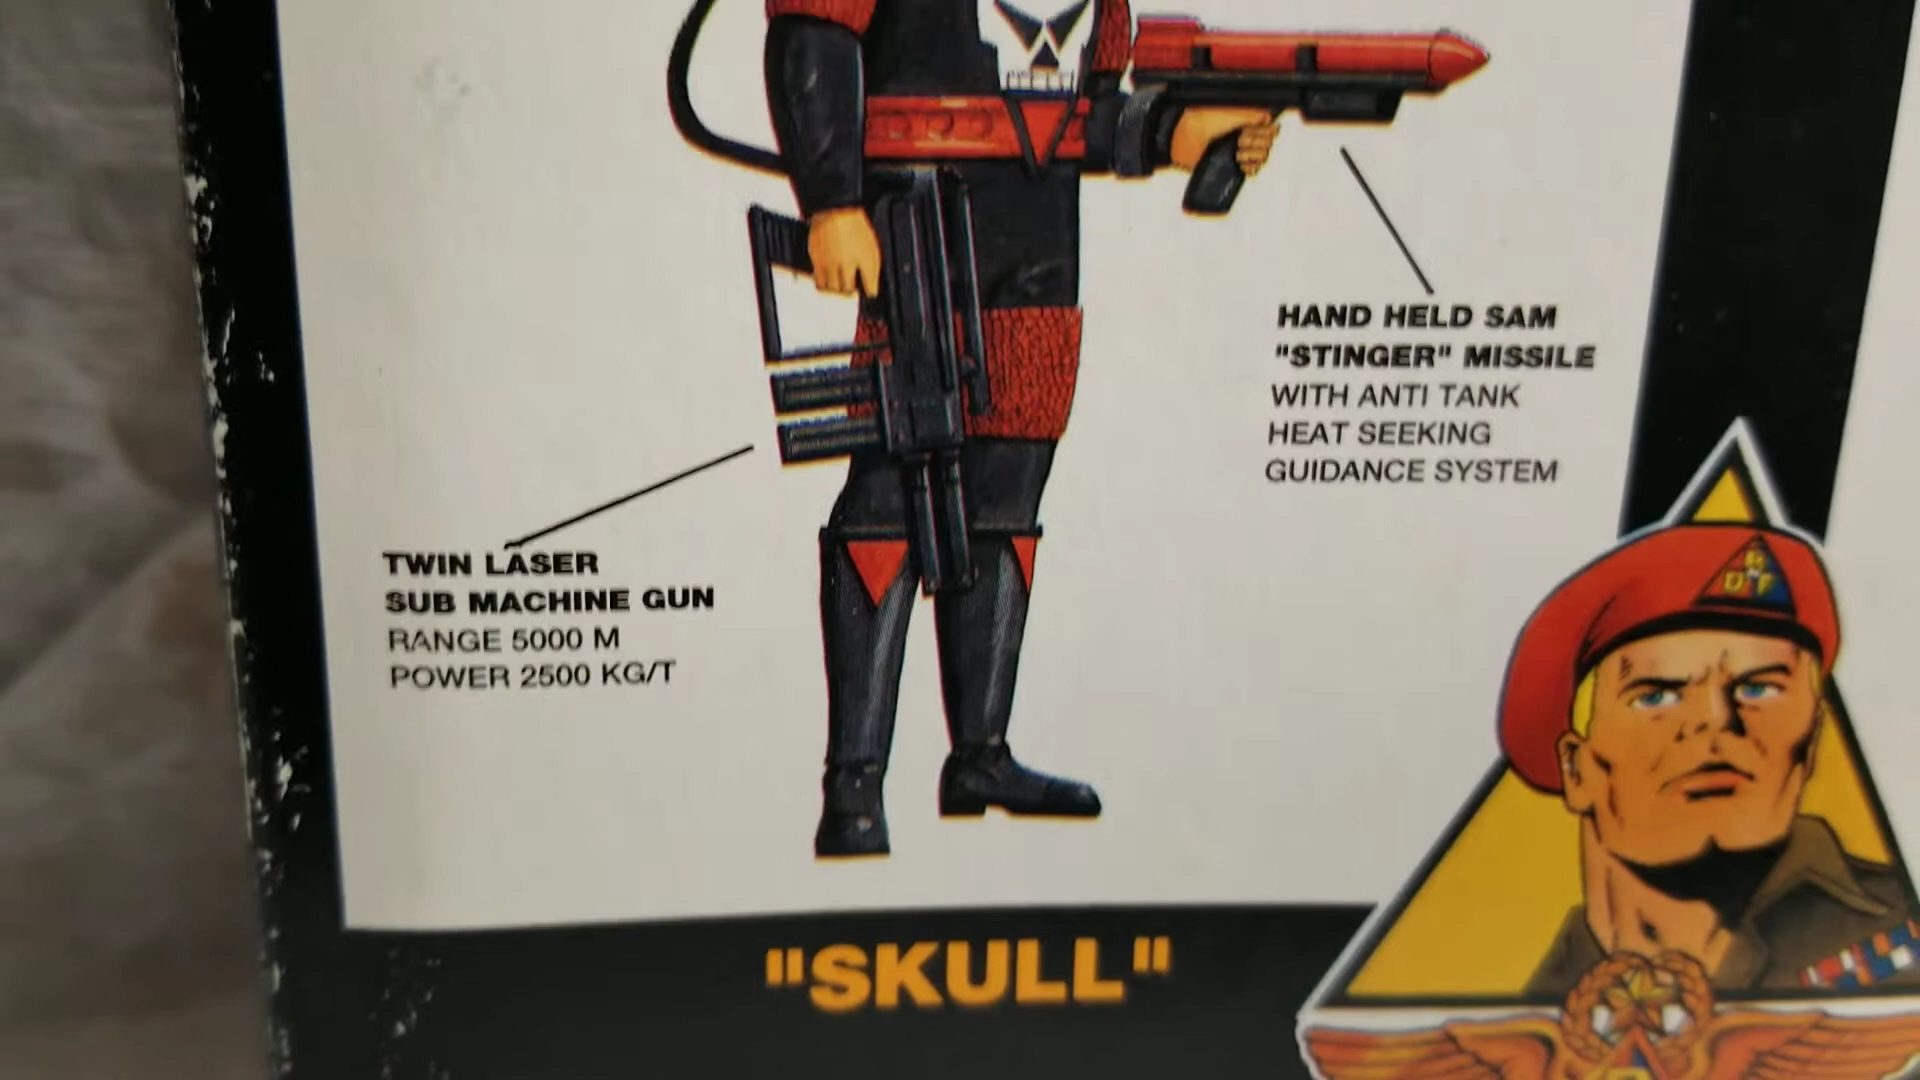 HAND HELD SAM
"STINGER" MISSILE
WITH ANTI TANK
HEAT SEEKING
GUIDANCE SYSTEM
TWIN LASER
SUB MACHINE GUN
RANGE 5000 M
POWER 2500 KG/T
"SKULL"